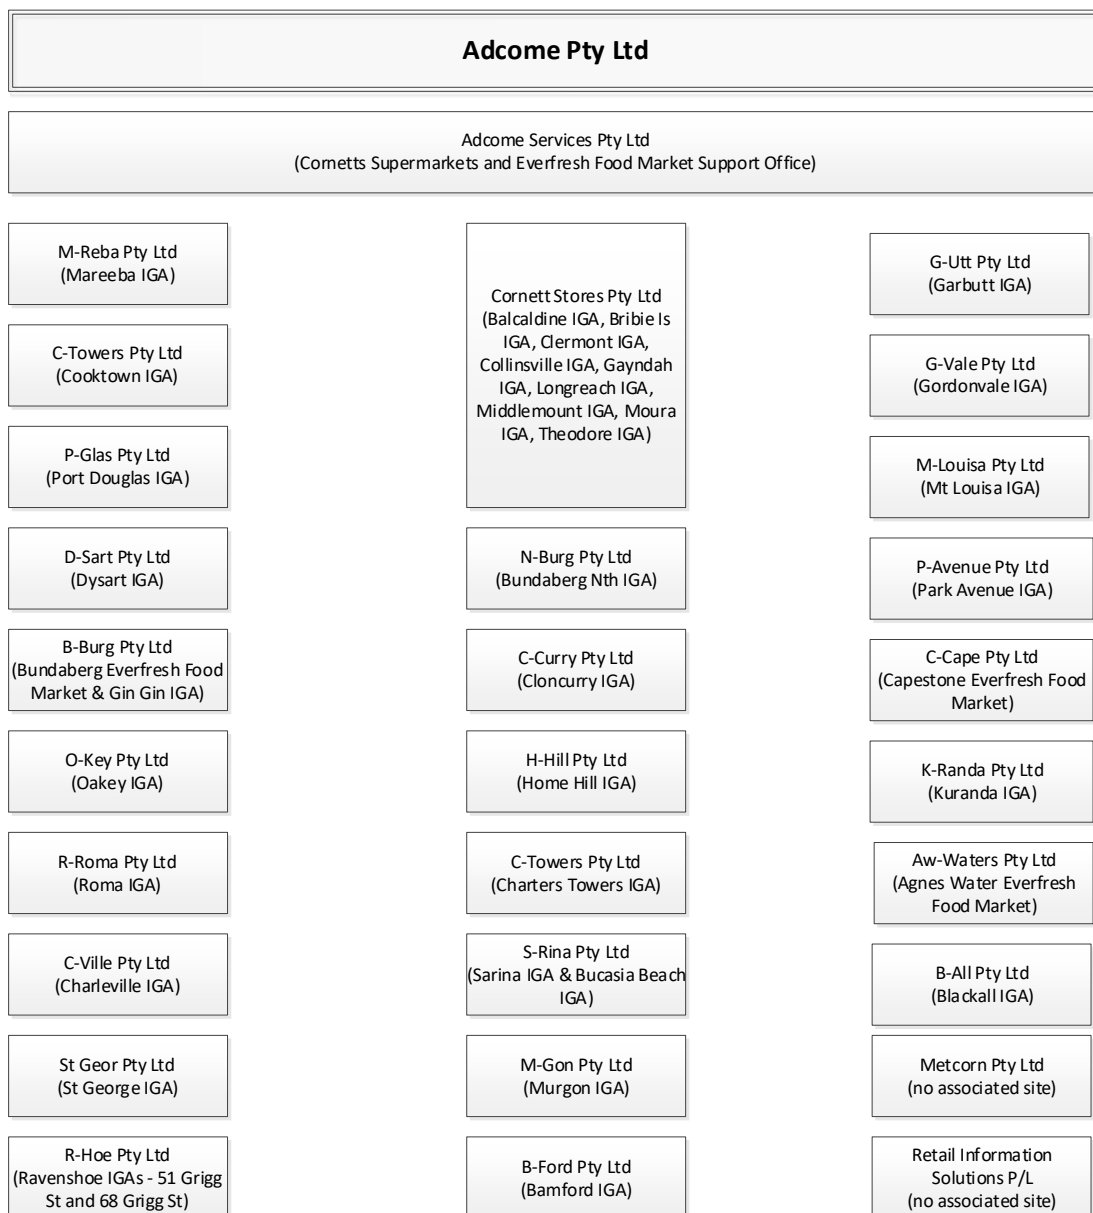 Adcome Pty Ltd
Adcome Services Pty Ltd
(Cornetts Supermarkets and Everfresh Food Market Support Office)
M-Reba Pty Ltd
(Mareeba IGA)
C-Towers Pty Ltd
(Cooktown IGA)
P-Glas Pty Ltd
(Port Douglas IGA)
D-Sart Pty Ltd
(Dysart IGA)
B-Burg Pty Ltd
(Bundaberg Everfresh Food
Market & Gin Gin IGA)
O-Key Pty Ltd
(Oakey IGA)
R-Roma Pty Ltd
(Roma IGA)
C-Ville Pty Ltd
(Charleville IGA)
St Geor Pty Ltd
(St George IGA)
R-Hoe Pty Ltd
(Ravenshoe IGAs - 51 Grigg
St and 68 Grigg St)
Cornett Stores Pty Ltd
(Balcaldine IGA, Bribie Is
IGA, Clermont IGA,
Collinsville IGA, Gayndah
IGA, Longreach IGA,
Middlemount IGA, Moura
IGA, Theodore IGA)
N-Burg Pty Ltd
(Bundaberg Nth IGA)
C-Curry Pty Ltd
(Cloncurry IGA)
H-Hill Pty Ltd
(Home Hill IGA)
C-Towers Pty Ltd
(Charters Towers IGA)
S-Rina Pty Ltd
(Sarina IGA & Bucasia Beach
IGA)
M-Gon Pty Ltd
(Murgon IGA)
B-Ford Pty Ltd
(Bamford IGA)
G-Utt Pty Ltd
(Garbutt IGA)
G-Vale Pty Ltd
(Gordonvale IGA)
M-Louisa Pty Ltd
(Mt Louisa IGA)
P-Avenue Pty Ltd
(Park Avenue IGA)
C-Cape Pty Ltd
(Capestone Everfresh Food
Market)
K-Randa Pty Ltd
(Kuranda IGA)
Aw-Waters Pty Ltd
(Agnes Water Everfresh
Food Market)
B-All Pty Ltd
(Blackall IGA)
Metcorn Pty Ltd
(no associated site)
Retail Information
Solutions P/L
(no associated site)